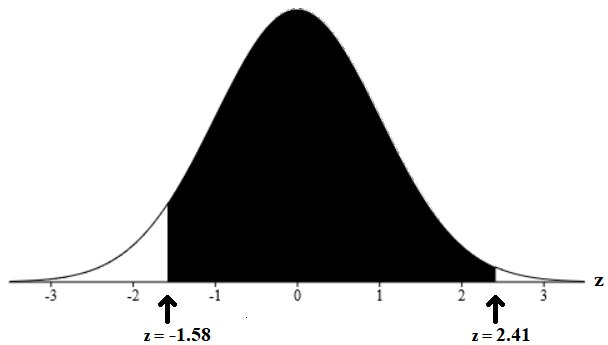 z
-3 -2 -1 0 1 2 3
z = -1.58 z = 2.41